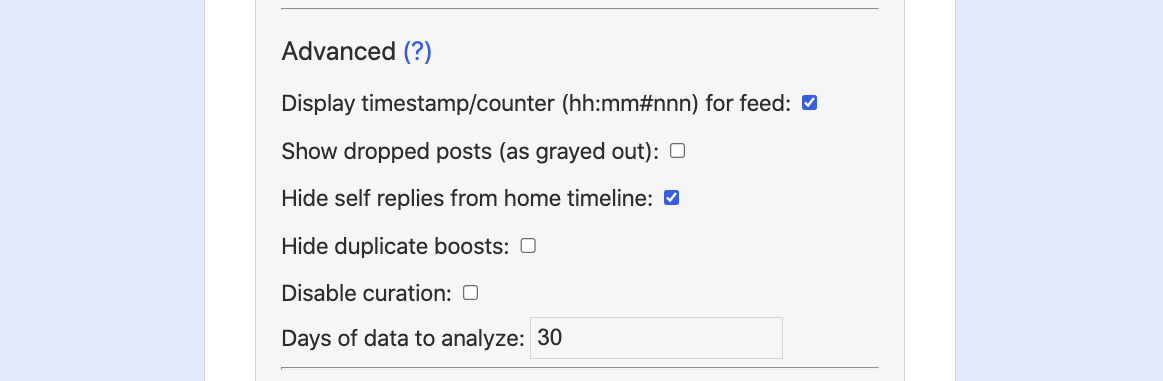 Advanced (?)
Display timestamp/counter (hh:mm#nnn) for feed:
Show dropped posts (as grayed out):
Hide self replies from home timeline:
Hide duplicate boosts:
Disable curation:
Days of data to analyze: 30